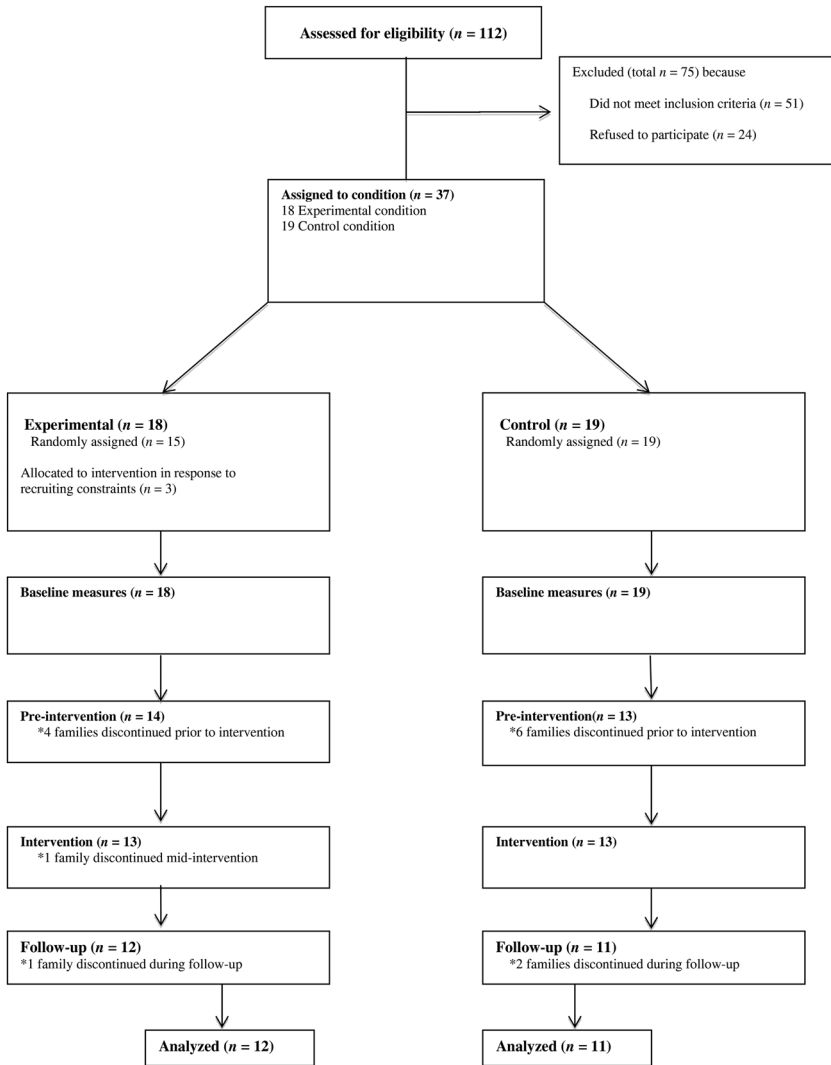 Assessed for eligibility (n = 112)
Excluded (total n = 75) because
Did not meet inclusion criteria (n = 51)
Refused to participate (n = 24)
Assigned to condition (n = 37)
18 Experimental condition
19 Control condition
Experimental (n = 18)
Randomly assigned (n = 15)
Allocated to intervention in response to
recruiting constraints (n = 3)
Control (n = 19)
Randomly assigned (n = 19)
Baseline measures (n = 18)
Baseline measures (n = 19)
Pre-intervention (n = 14)
*4 families discontinued prior to intervention
Pre-intervention(n = 13)
*6 families discontinued prior to intervention
Intervention (n = 13)
*1 family discontinued mid-intervention
Intervention (n = 13)
Follow-up (n = 12)
*1 family discontinued during follow-up
Follow-up (n = 11)
*2 families discontinued during follow-up
Analyzed (n = 12)
Analyzed (n = 11)